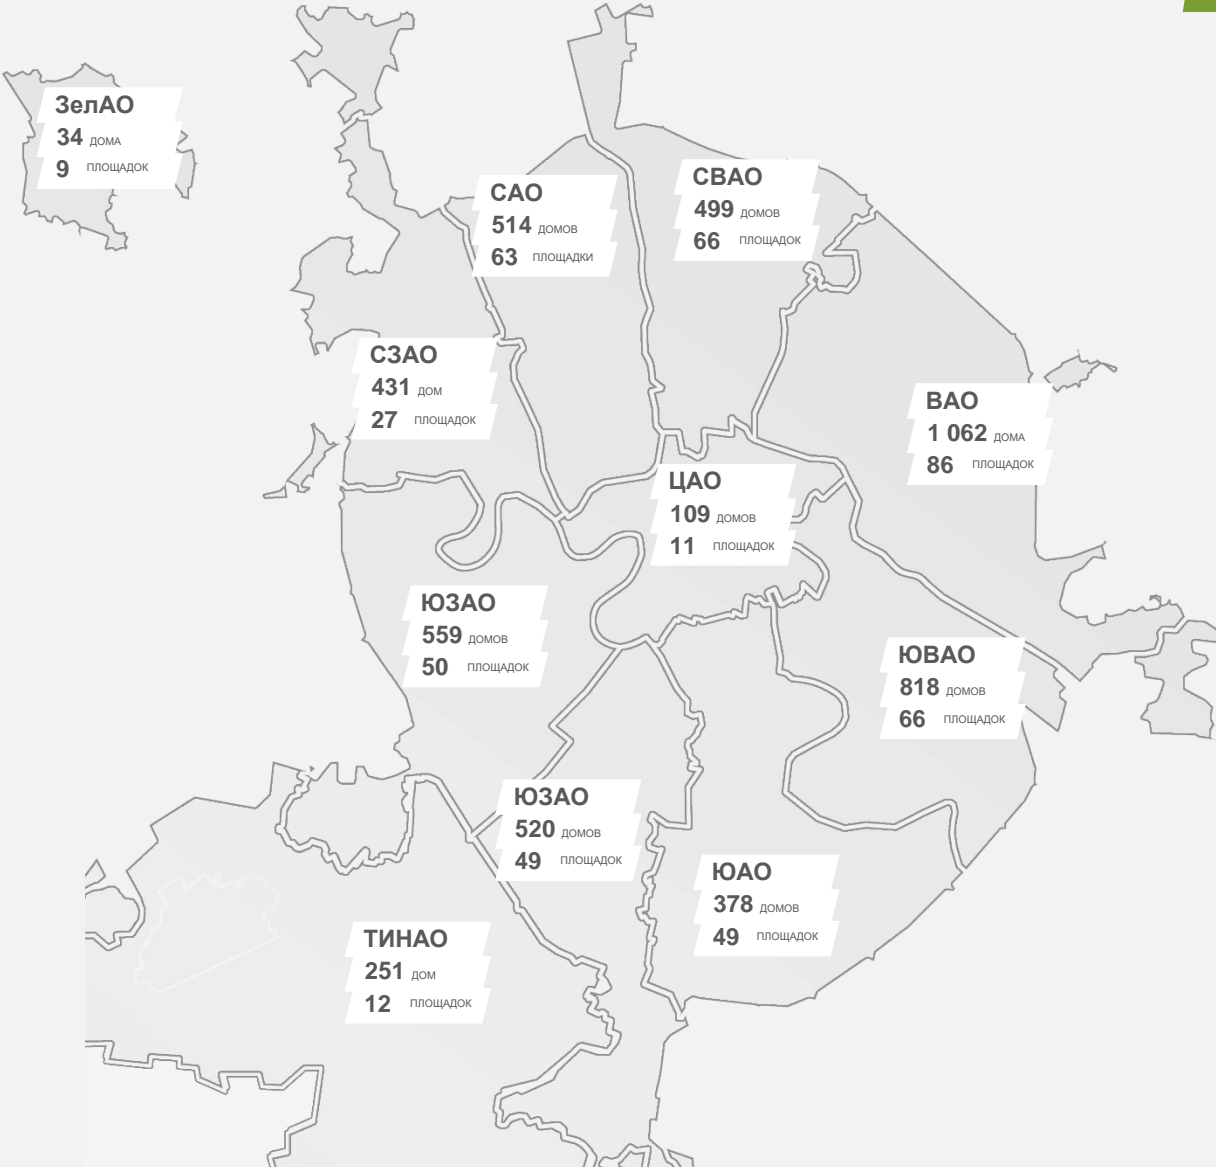 ЗелАО
34 ДОМА
9 ПЛОЩАДОК
САО
514 ДОМОВ
63 ПЛОЩАДКИ
СВАО
499 ДОМОВ
66 ПЛОЩАДОК
СЗАО
431 ДОМ
27 ПЛОЩАДОК
ВАО
1 062 ДОМА
86 ПЛОЩАДОК
ЦАО
109 ДОМОВ
11 ПЛОЩАДОК
ЮЗАО
559 ДОМОВ
50 ПЛОЩАДОК
ЮВАО
818 ДОМОВ
66 ПЛОЩАДОК
ЮЗАО
520 ДОМОВ
49 ПЛОЩАДОК
ЮАО
378 ДОМОВ
49 ПЛОЩАДОК
ТИНАО
251 ДОМ
12 ПЛОЩАДОК